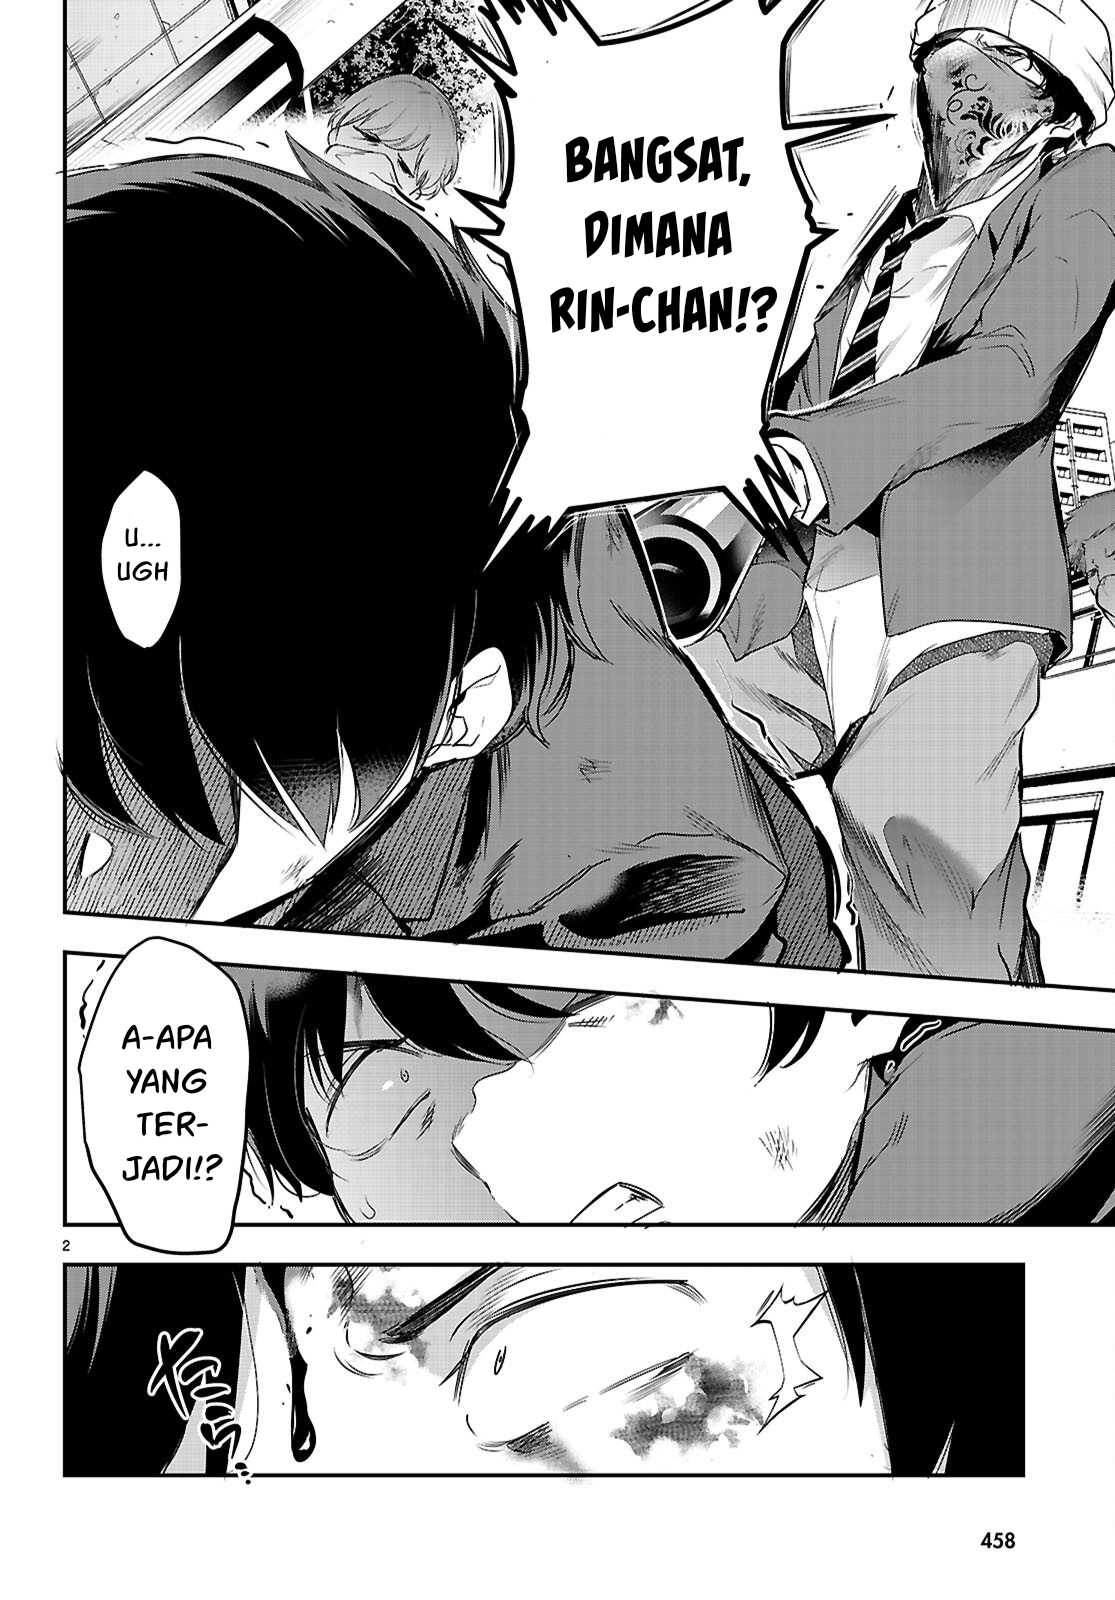 BANGSAT,
DIMANA
RIN-CHAN!?
U...
UGH
A-APA
YANG
TER-
JADI!?
2
458